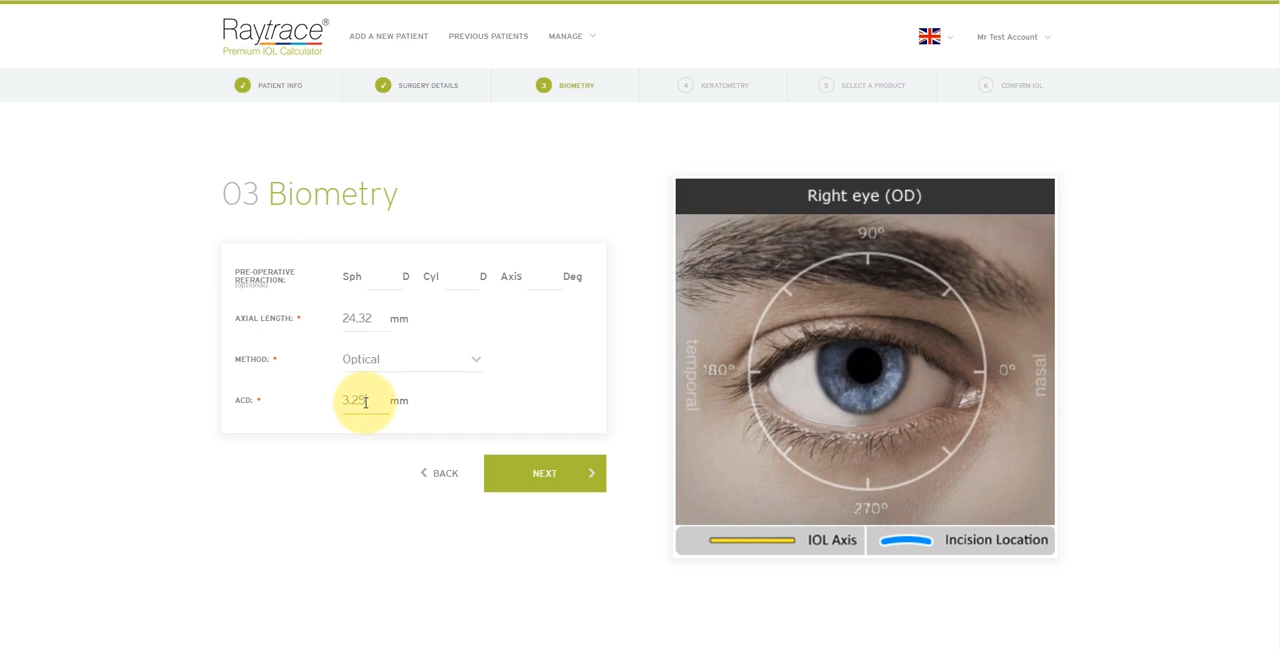 Raytrace®
Premium IOL Calculator
ADD A NEW PATIENT
PREVIOUS PATIENTS
MANAGE
Mr Test Account
✓ PATIENT INFO
✓ SURGERY DETAILS
3 BIOMETRY
4 KERATOMETRY
5 SELECT A PRODUCT
6 CONFIRM IOL
03 Biometry
PRE-OPERATIVE
REFRACTION:
(optional)
Sph D Cyl D Axis Deg
AXIAL LENGTH: * 24.32 mm
METHOD: * Optical
ACD: * 3.25 mm
BACK
NEXT
Right eye (OD)
90°
temporal
180°
0°
nasal
270°
IOL Axis
Incision Location